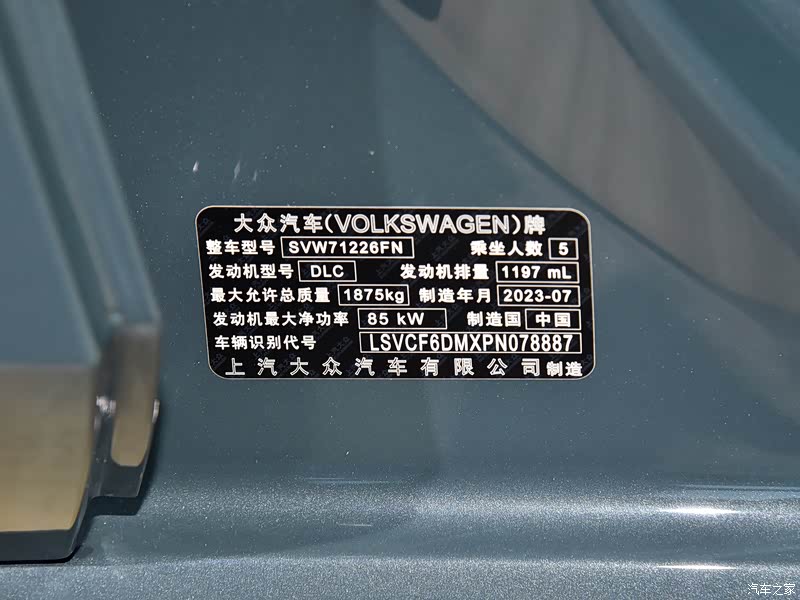 大众汽车(VOLKSWAGEN)牌
整车型号 SVW71226FN 乘坐人数 5
发动机型号 DLC 发动机排量 1197 mL
最大允许总质量 1875kg 制造年月 2023-07
发动机最大净功率 85 kW 制造国 中国
车辆识别代号 LSVCF6DMXPN078887
上汽大众汽车有限公司制造
汽车之家